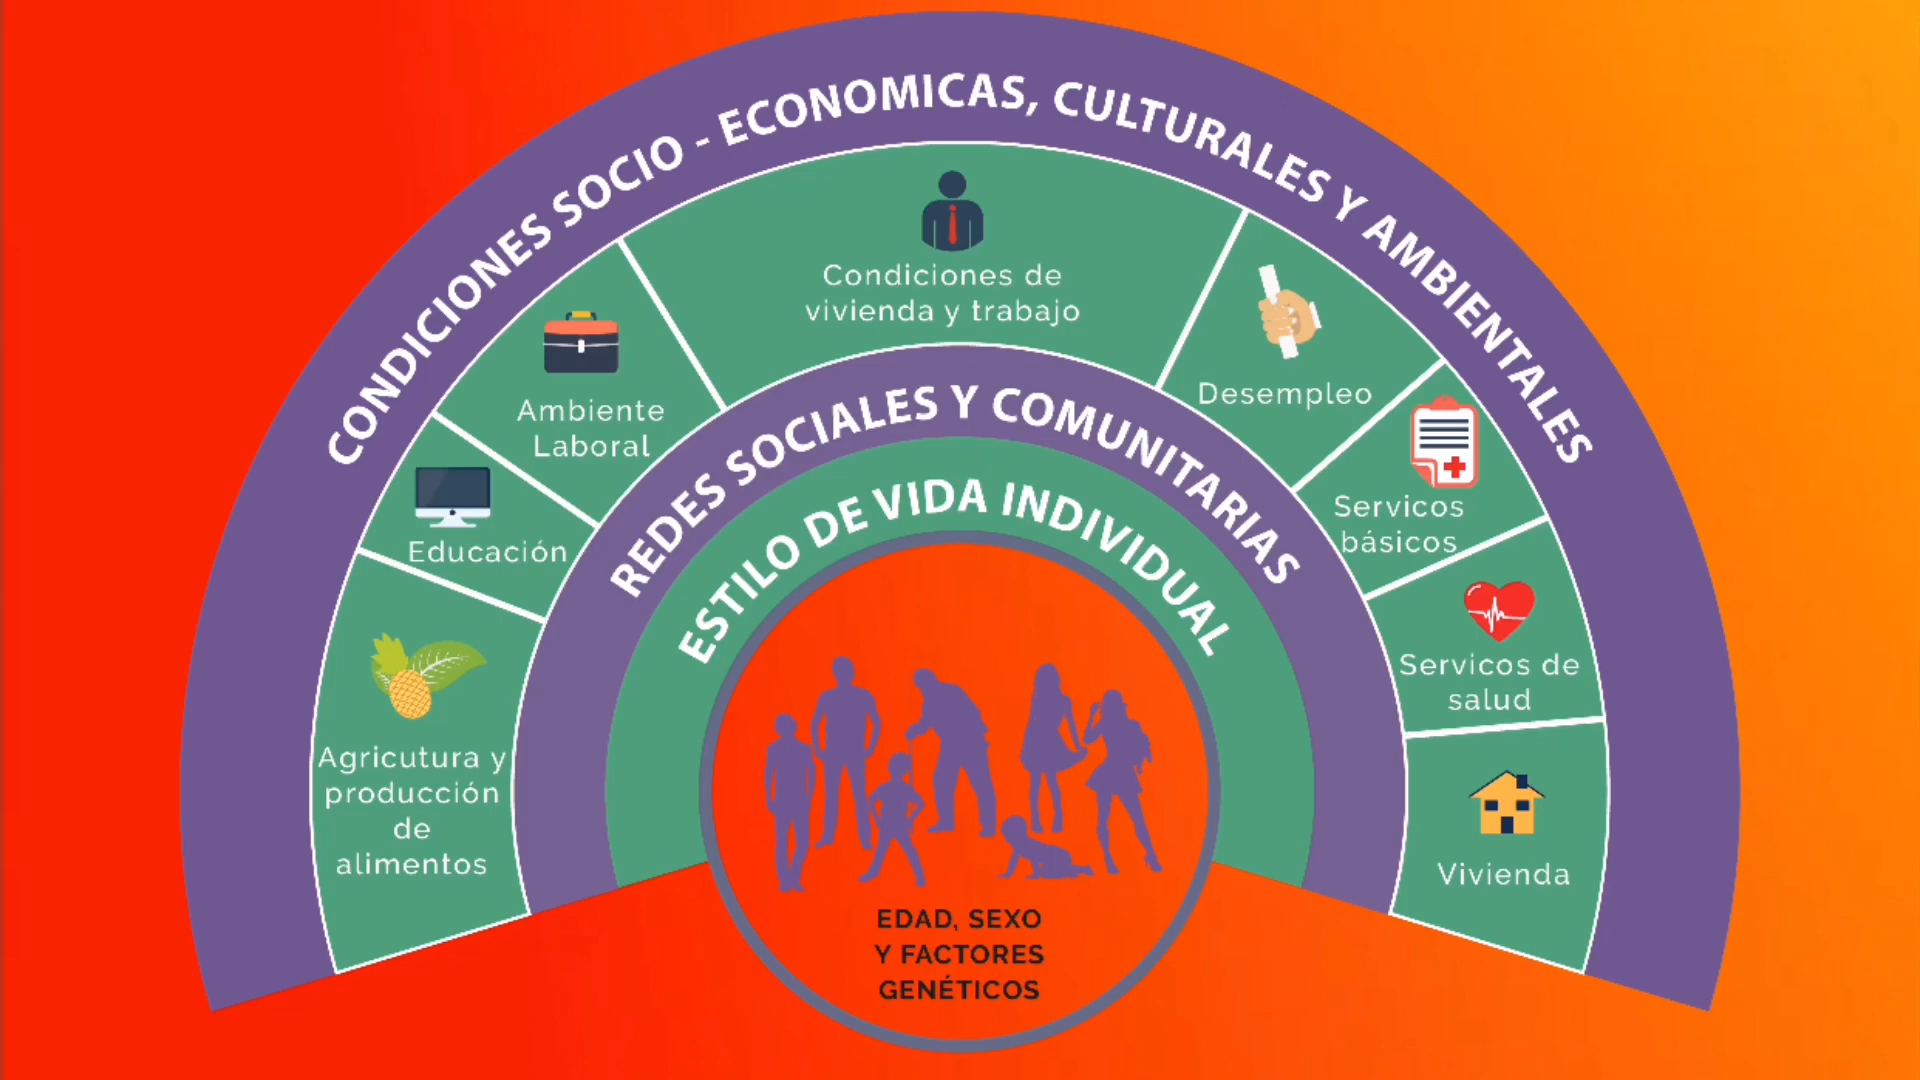 CONDICIONES SOCIO - ECONOMICAS, CULTURALES Y AMBIENTALES
Condiciones de
vivienda y trabajo
Ambiente
Laboral
Desempleo
Educación
Servicos
básicos
Agricutura y
producción
de
alimentos
Servicos de
salud
Vivienda
REDES SOCIALES Y COMUNITARIAS
ESTILO DE VIDA INDIVIDUAL
EDAD, SEXO
Y FACTORES
GENÉTICOS